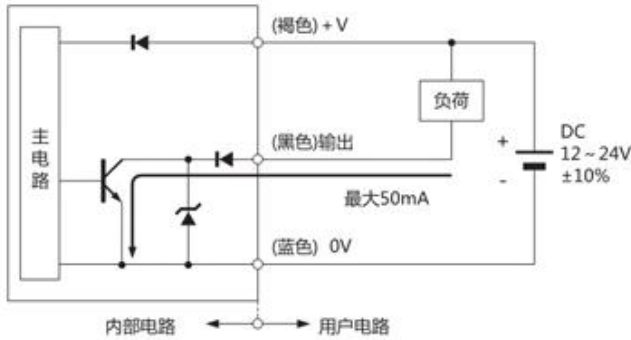 (褐色)+V
主电路
负荷
(黑色)输出
+
DC
12~24V
±10%
-
最大50mA
(蓝色) 0V
内部电路
用户电路